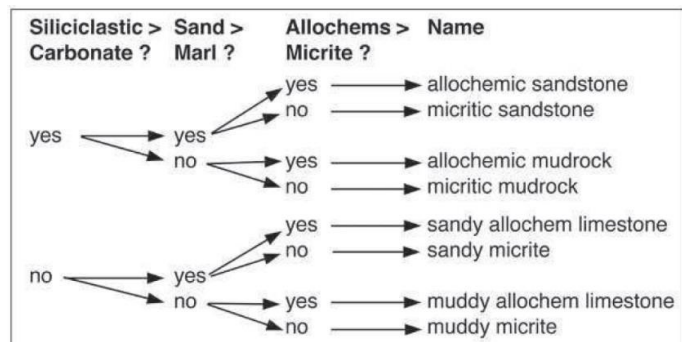 Siliciclastic > Sand > Allochems > Name
Carbonate ? Marl ? Micrite ?
yes allochemic sandstone
no micritic sandstone
yes yes
no yes allochemic mudrock
no micritic mudrock
yes sandy allochem limestone
no sandy micrite
no yes
no yes muddy allochem limestone
no muddy micrite